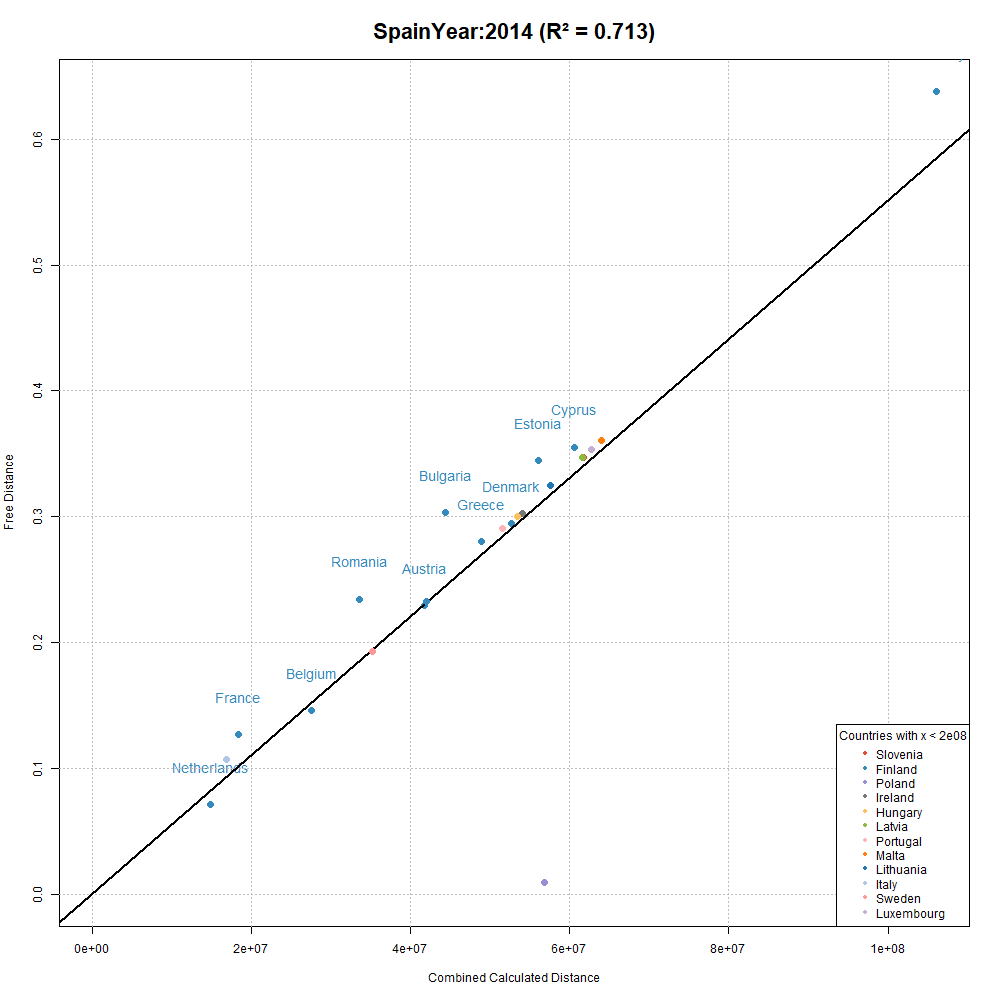 SpainYear:2014 (R² = 0.713)
0.6
0.5
0.4
0.3
0.2
0.1
0.0
Free Distance
Cyprus
Estonia
Bulgaria
Denmark
Greece
Romania
Austria
Belgium
France
Netherlands
Countries with x < 2e08
Slovenia
Finland
Poland
Ireland
Hungary
Latvia
Portugal
Malta
Lithuania
Italy
Sweden
Luxembourg
0e+00 2e+07 4e+07 6e+07 8e+07 1e+08
Combined Calculated Distance